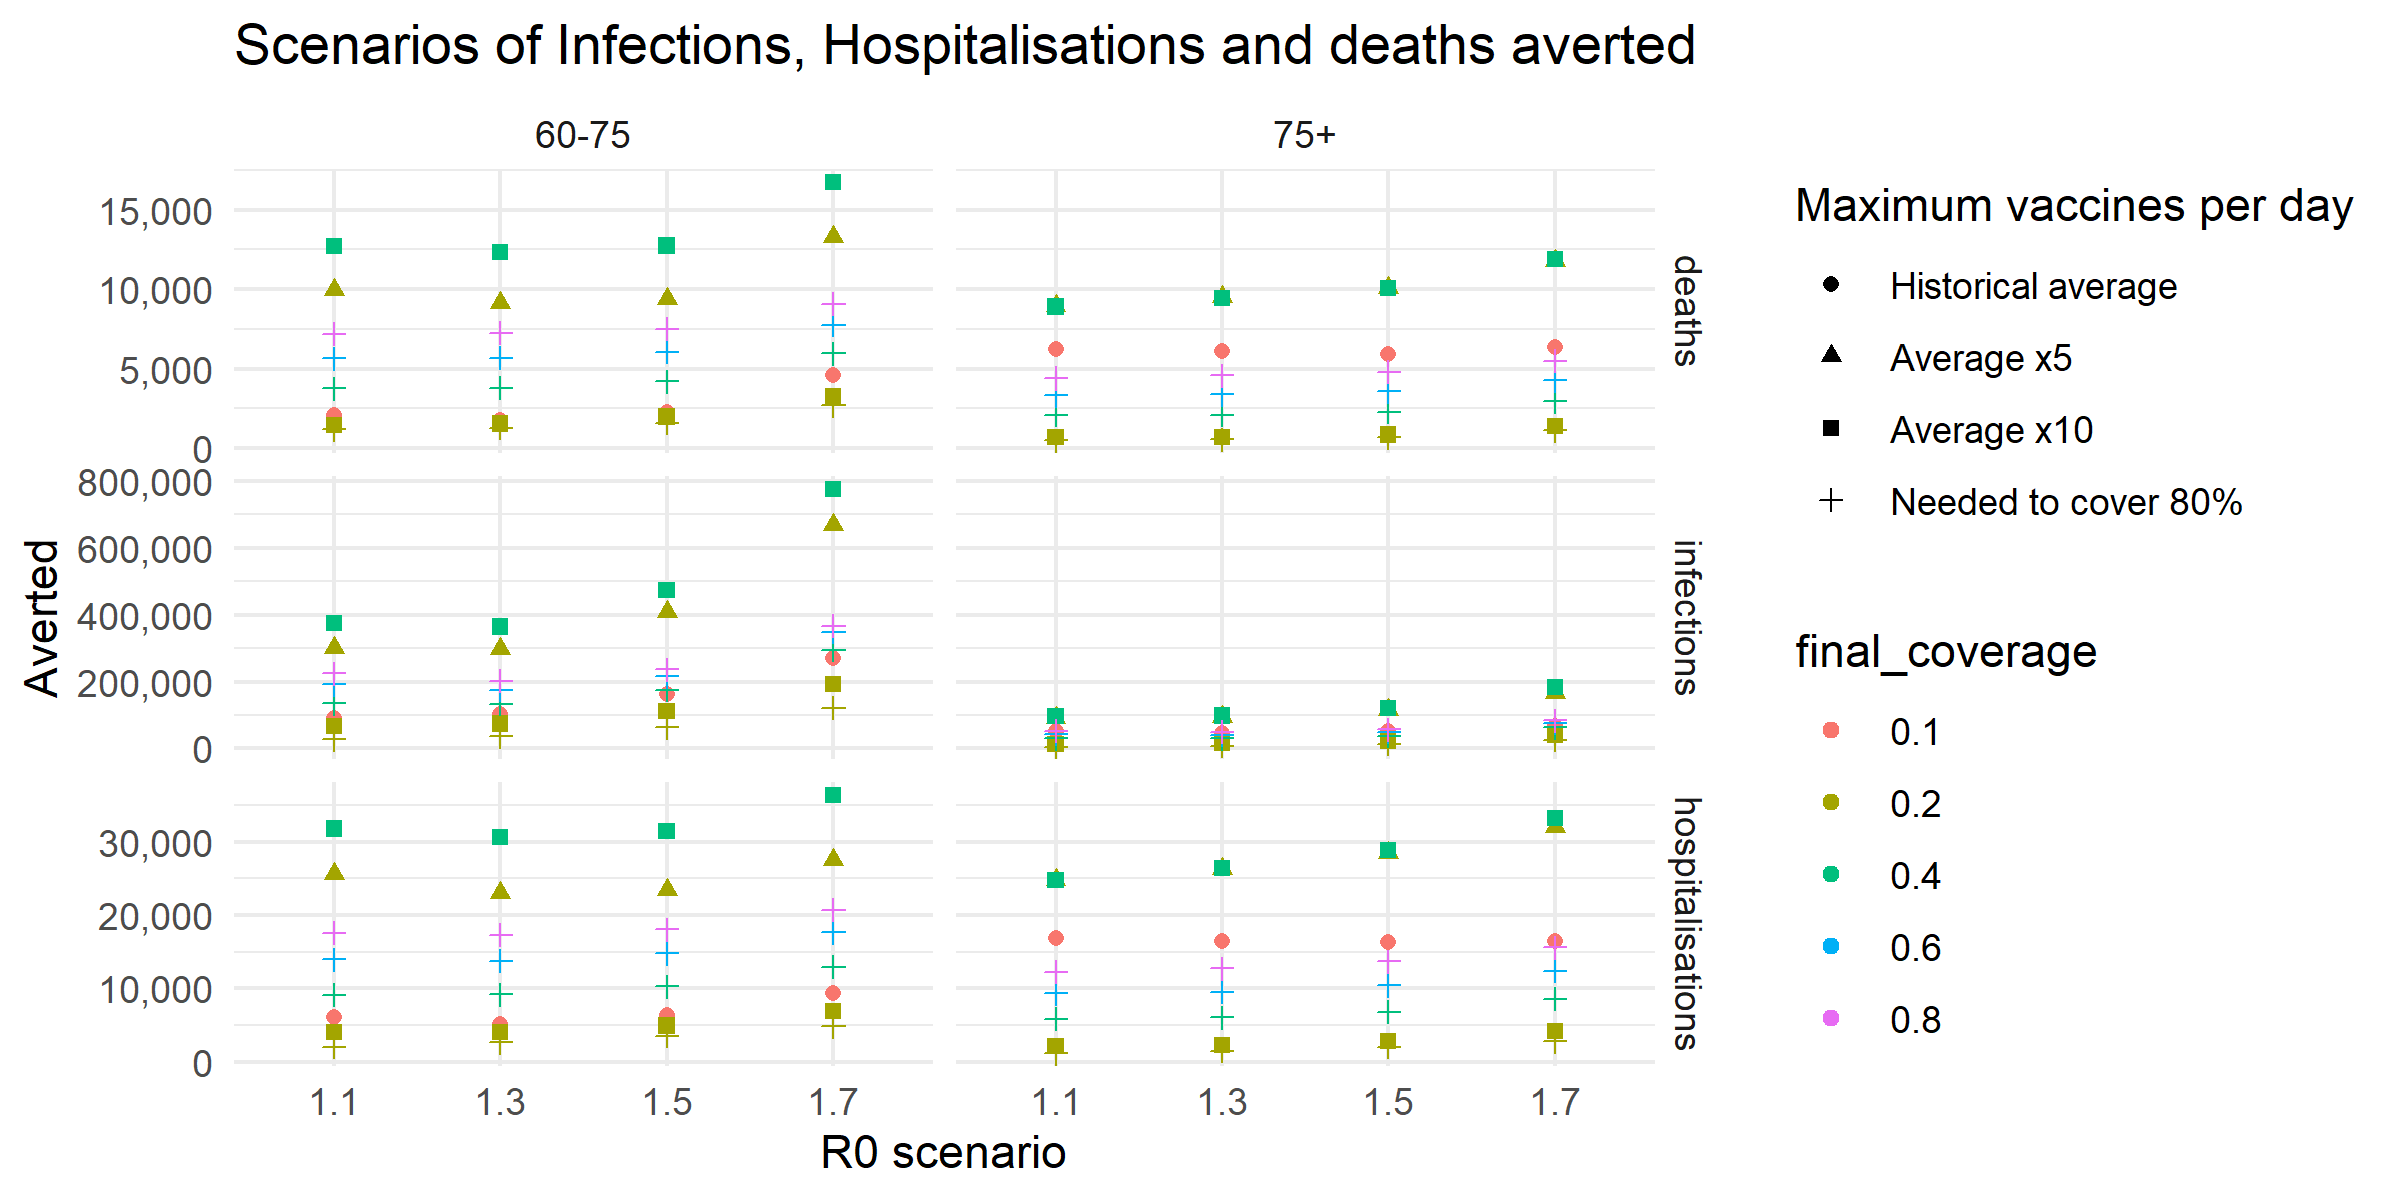 Scenarios of Infections, Hospitalisations and deaths averted
60-75
75+
15,000
10,000
5,000
0
deaths
800,000
600,000
400,000
200,000
0
infections
30,000
20,000
10,000
0
hospitalisations
Averted
1.1
1.3
1.5
1.7
1.1
1.3
1.5
1.7
R0 scenario
Maximum vaccines per day
Historical average
Average x5
Average x10
Needed to cover 80%
final_coverage
0.1
0.2
0.4
0.6
0.8